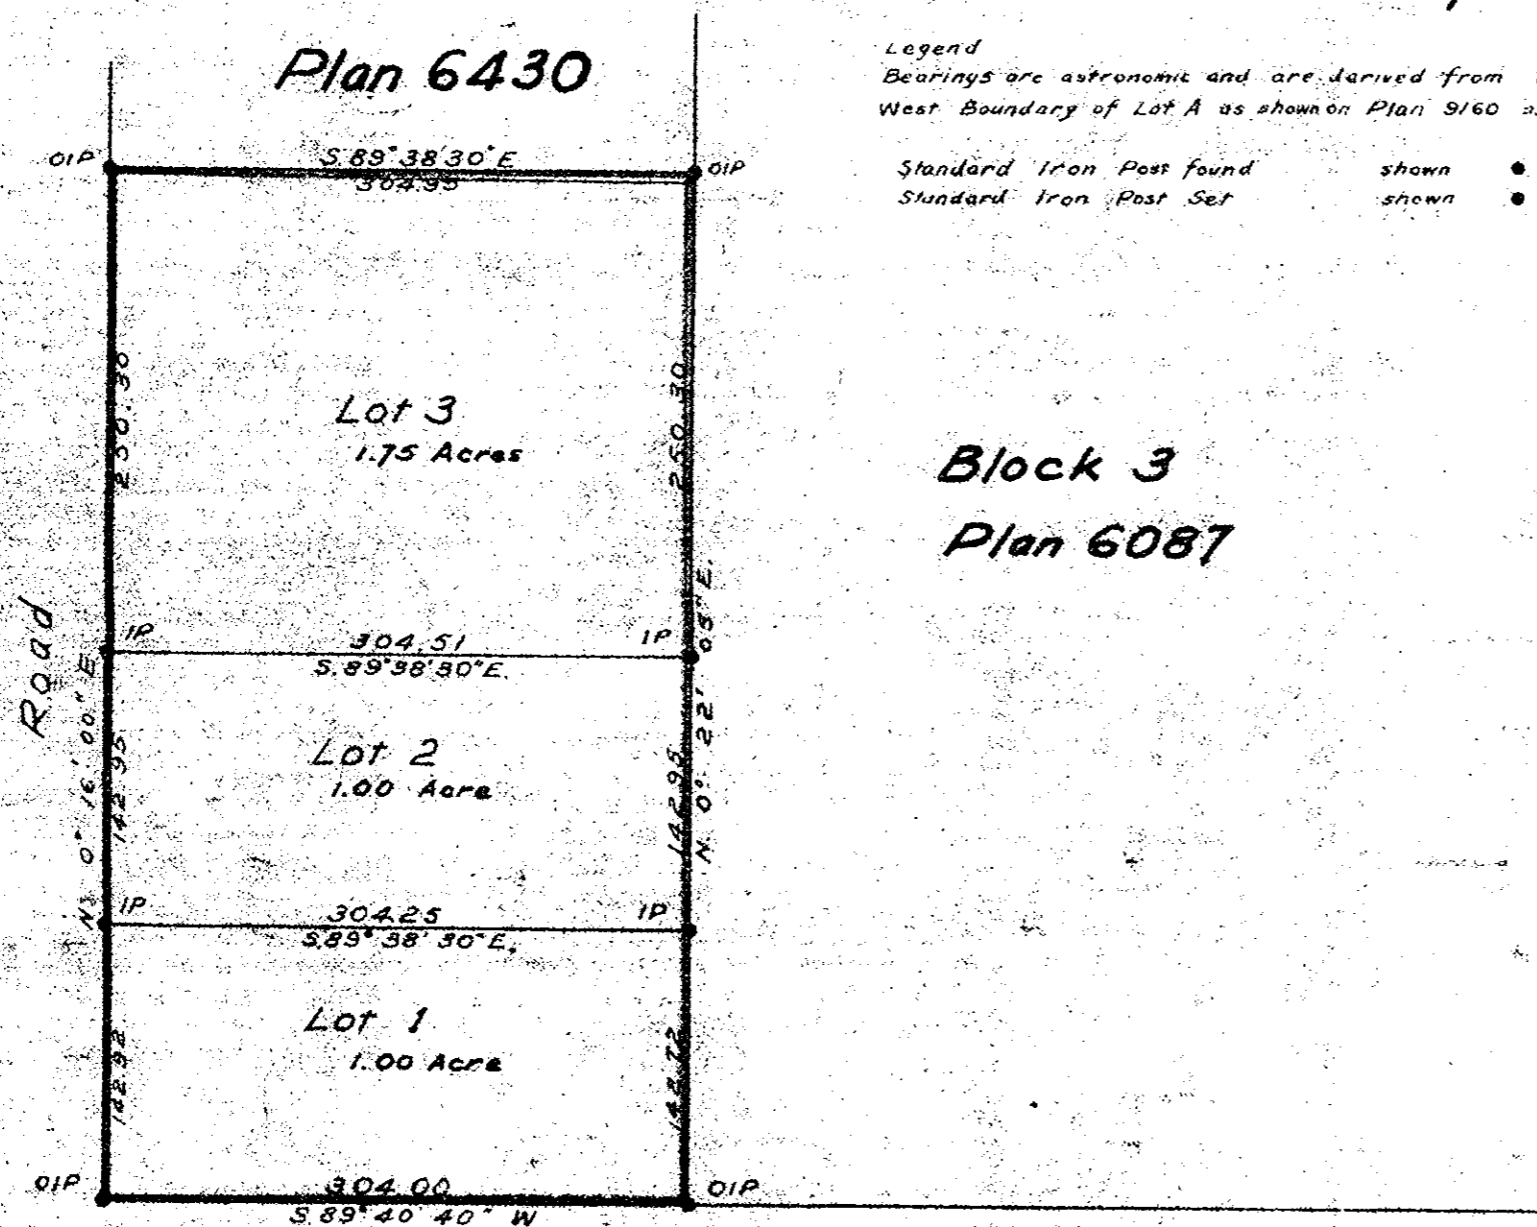 Plan 6430
Legend
Bearings are astronomic and are derived from
West Boundary of Lot A as shown on Plan 9160
Standard Iron Post found shown
Standard Iron Post Set shown
OIP
S.89°38'30"E
304.95
OIP
250.30
250.30
Lot 3
1.75 Acres
Block 3
Plan 6087
Road
IP
304.51
IP
S.89°38'30"E.
N. 0° 16' 00" E
142.95
142.95
N. 0° 22' 05" E.
Lot 2
1.00 Acre
IP
304.25
IP
S.89°38'30"E.
Lot 1
1.00 Acre
142.92
142.72
OIP
304.00
OIP
S.89°40'40" W